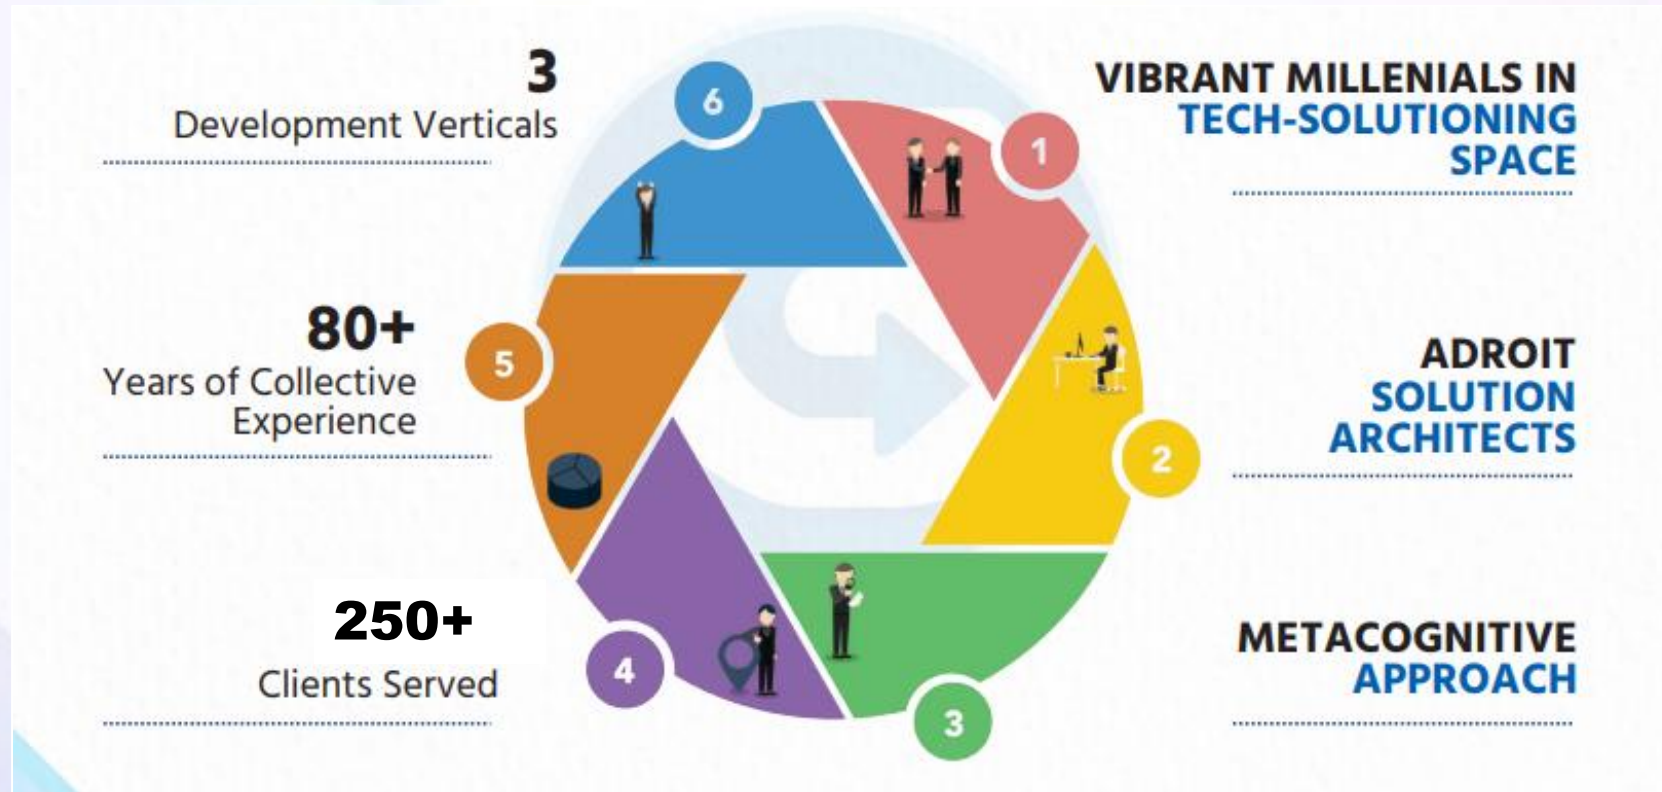 3
Development Verticals
80+
Years of Collective
Experience
250+
Clients Served
6
1
5
2
4
3
VIBRANT MILLENIALS IN
TECH-SOLUTIONING
SPACE
ADROIT
SOLUTION
ARCHITECTS
METACOGNITIVE
APPROACH